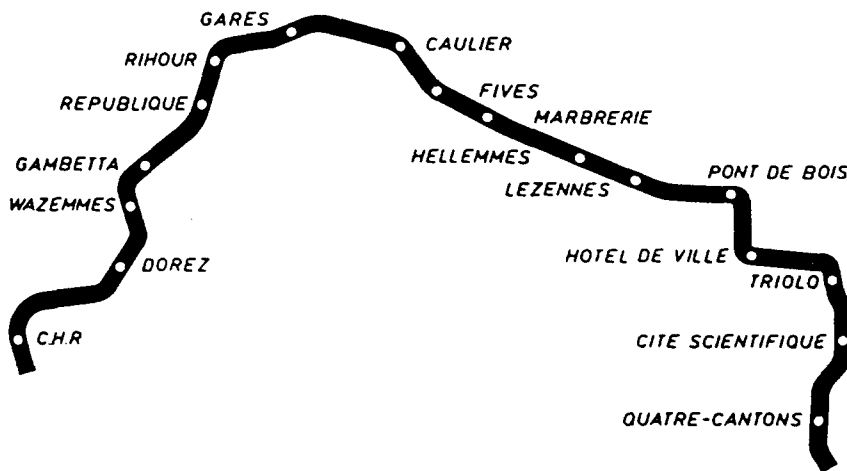 GARES
CAULIER
RIHOUR
FIVES
REPUBLIQUE
MARBRERIE
HELLEMMES
GAMBETTA
PONT DE BOIS
LEZENNES
WAZEMMES
HOTEL DE VILLE
DOREZ
TRIOLO
C.H.R
CITE SCIENTIFIQUE
QUATRE-CANTONS